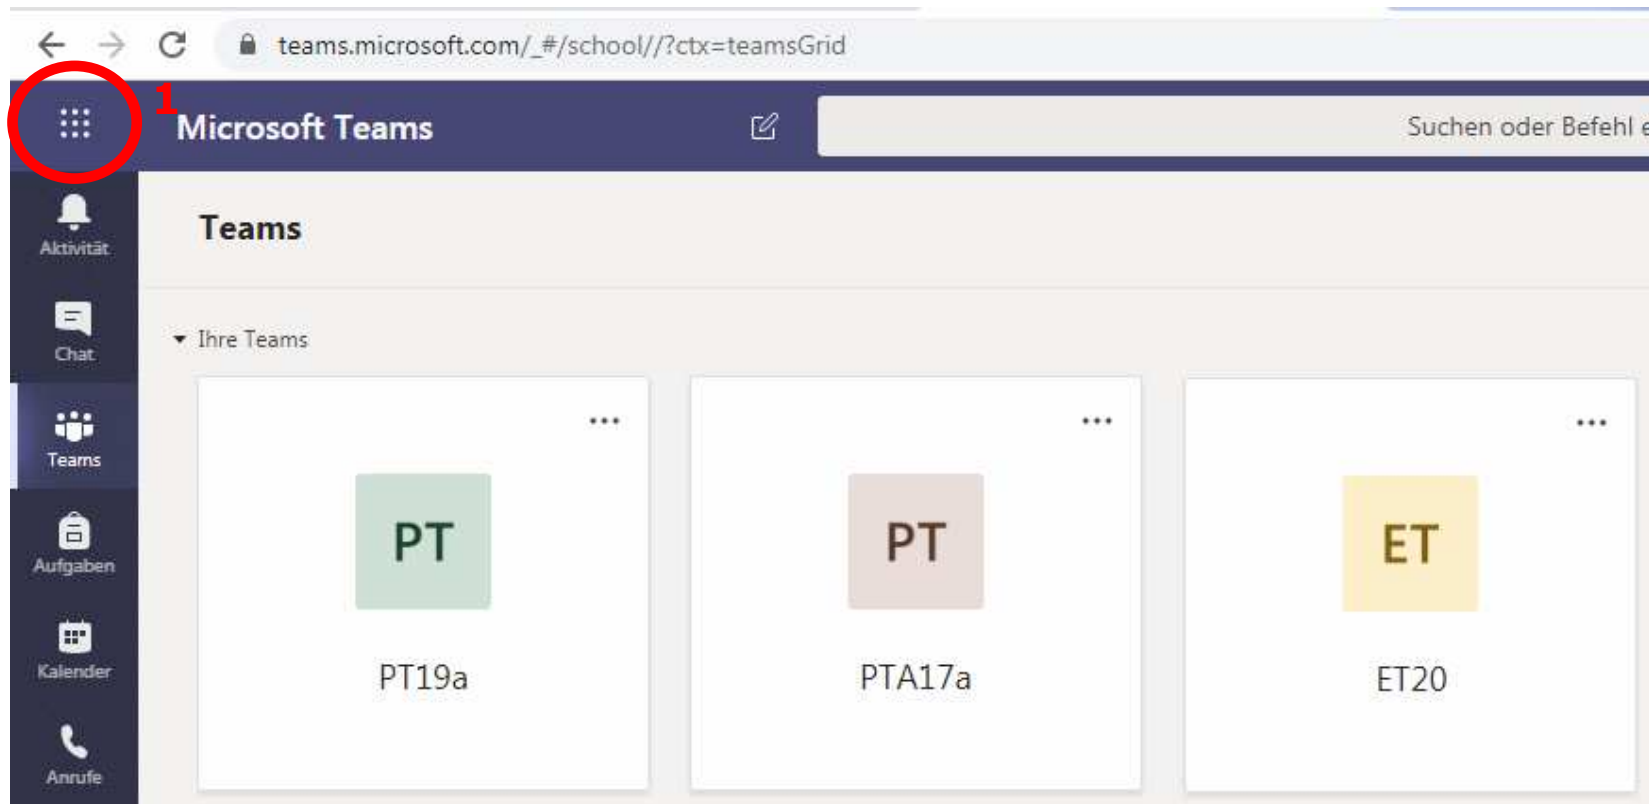 teams.microsoft.com/_#/school//?ctx=teamsGrid
1
Microsoft Teams
Suchen oder Befehl e
Aktivität
Teams
Chat
Ihre Teams
Teams
Aufgaben
PT
PT
ET
Kalender
PT19a
PTA17a
ET20
Anrufe